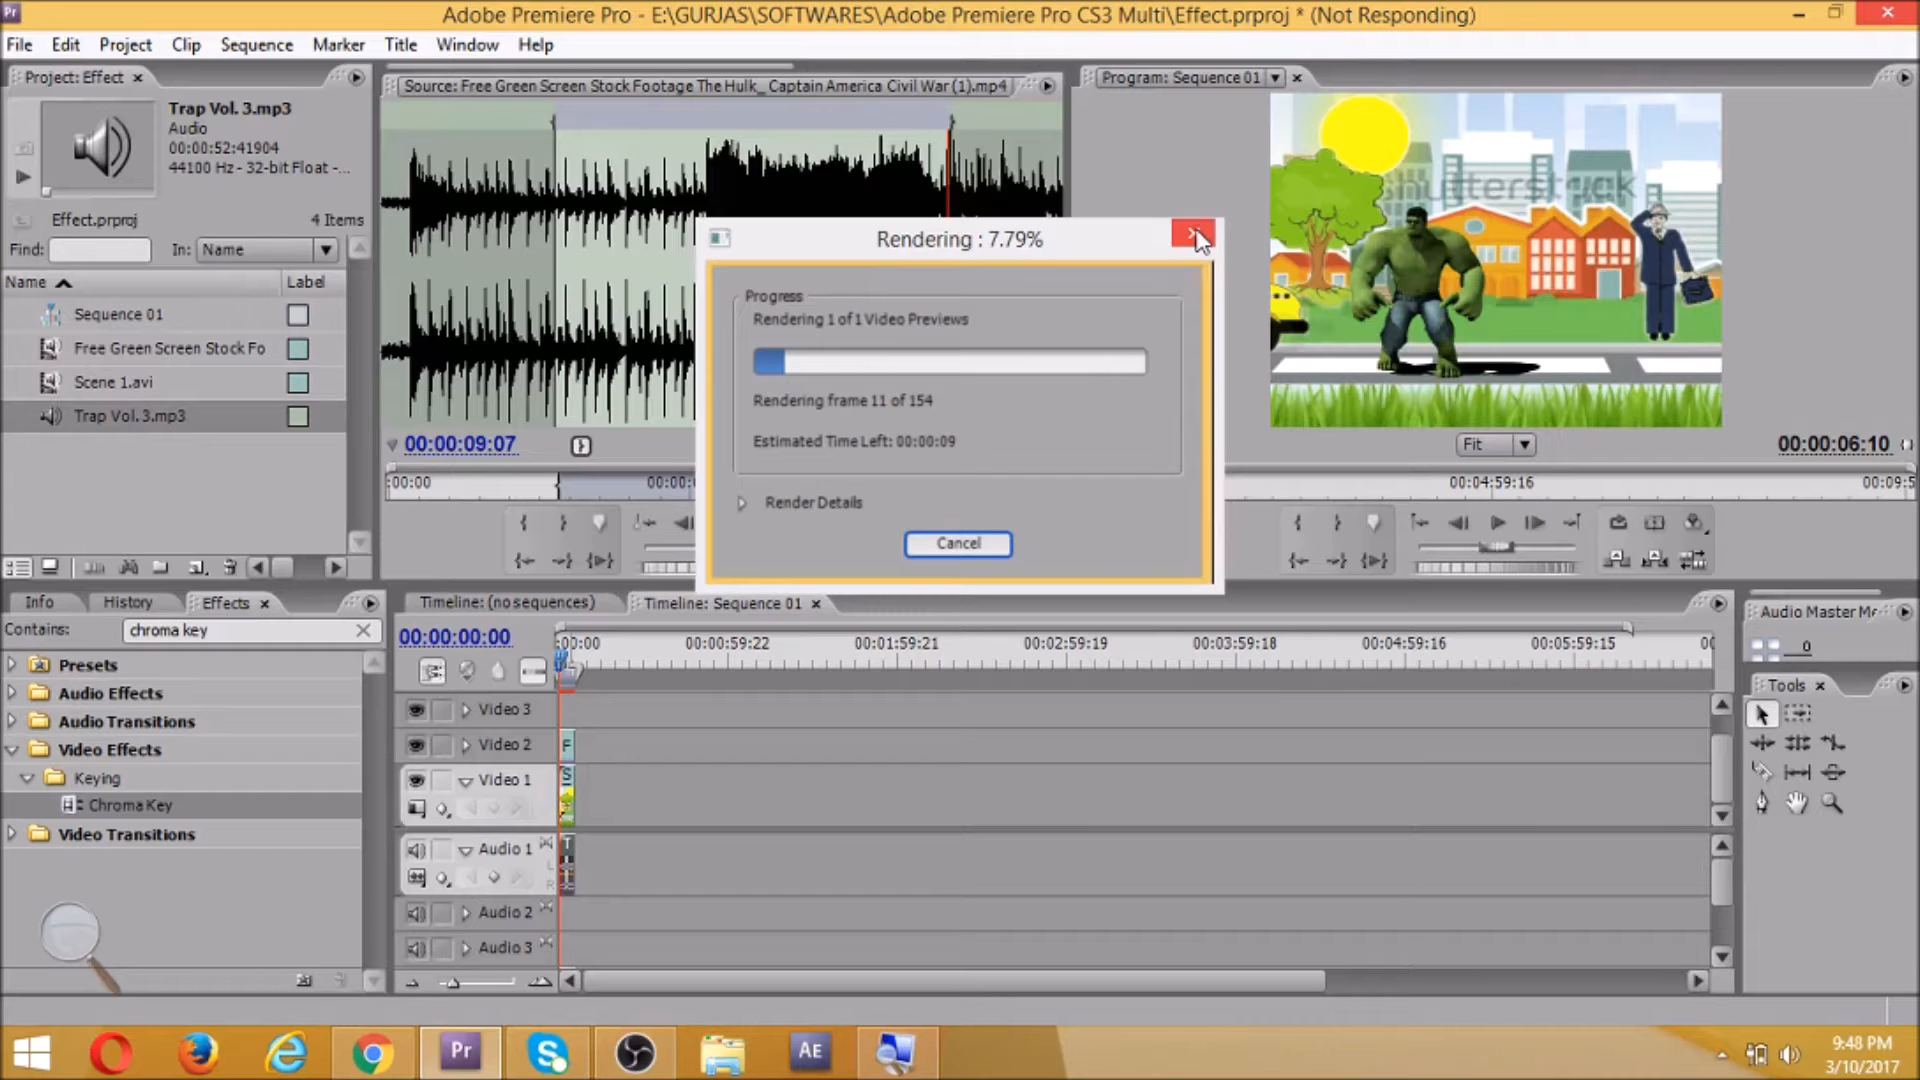 Pr
Adobe Premiere Pro - E:\GURJAS\SOFTWARES\Adobe Premiere Pro CS3 Multi\Effect.prproj * (Not Responding)
File Edit Project Clip Sequence Marker Title Window Help
Project: Effect
Trap Vol. 3.mp3
Audio
00:00:52:41904
44100 Hz - 32-bit Float -...
Effect.prproj
4 Items
Find:
In: Name
Name
Label
Sequence 01
Free Green Screen Stock Fo
Scene 1.avi
Trap Vol. 3.mp3
Source: Free Green Screen Stock Footage The Hulk_ Captain America Civil War (1).mp4
00:00:09:07
:00:00
Program: Sequence 01
shutterstock
Fit
00:00:06:10
00:04:59:16
Rendering : 7.79%
Progress
Rendering 1 of 1 Video Previews
Rendering frame 11 of 154
Estimated Time Left: 00:00:09
Render Details
Cancel
Info
History
Effects
Contains: chroma key
Presets
Audio Effects
Audio Transitions
Video Effects
Keying
Chroma Key
Video Transitions
Timeline: (no sequences)
Timeline: Sequence 01
00:00:00:00
:00:00
00:00:59:22
00:01:59:21
00:02:59:19
00:03:59:18
00:04:59:16
00:05:59:15
Video 3
Video 2
F
Video 1
S
Audio 1
T
L
R
Audio 2
Audio 3
0
Tools
Pr
AE
9:48 PM
3/10/2017